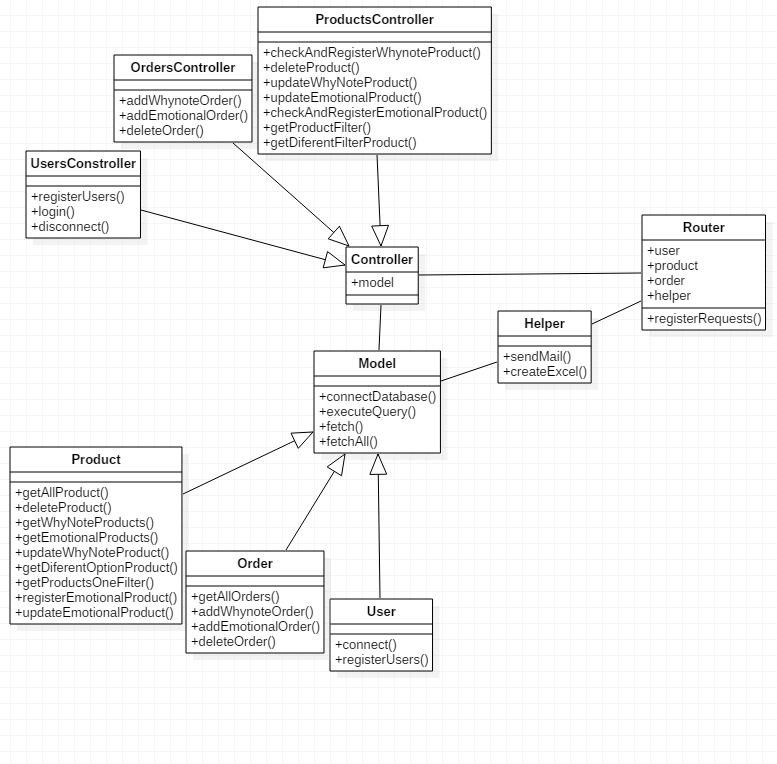 ProductsController
+checkAndRegisterWhynoteProduct()
+deleteProduct()
+updateWhyNoteProduct()
+updateEmotionalProduct()
+checkAndRegisterEmotionalProduct()
+getProductFilter()
+getDiferentFilterProduct()
OrdersController
+addWhynoteOrder()
+addEmotionalOrder()
+deleteOrder()
UsersConstroller
+registerUsers()
+login()
+disconnect()
Controller
+model
Router
+user
+product
+order
+helper
+registerRequests()
Helper
+sendMail()
+createExcel()
Model
+connectDatabase()
+executeQuery()
+fetch()
+fetchAll()
Product
+getAllProduct()
+deleteProduct()
+getWhyNoteProducts()
+getEmotionalProducts()
+updateWhyNoteProduct()
+getDiferentOptionProduct()
+getProductsOneFilter()
+registerEmotionalProduct()
+updateEmotionalProduct()
Order
+getAllOrders()
+addWhynoteOrder()
+addEmotionalOrder()
+deleteOrder()
User
+connect()
+registerUsers()